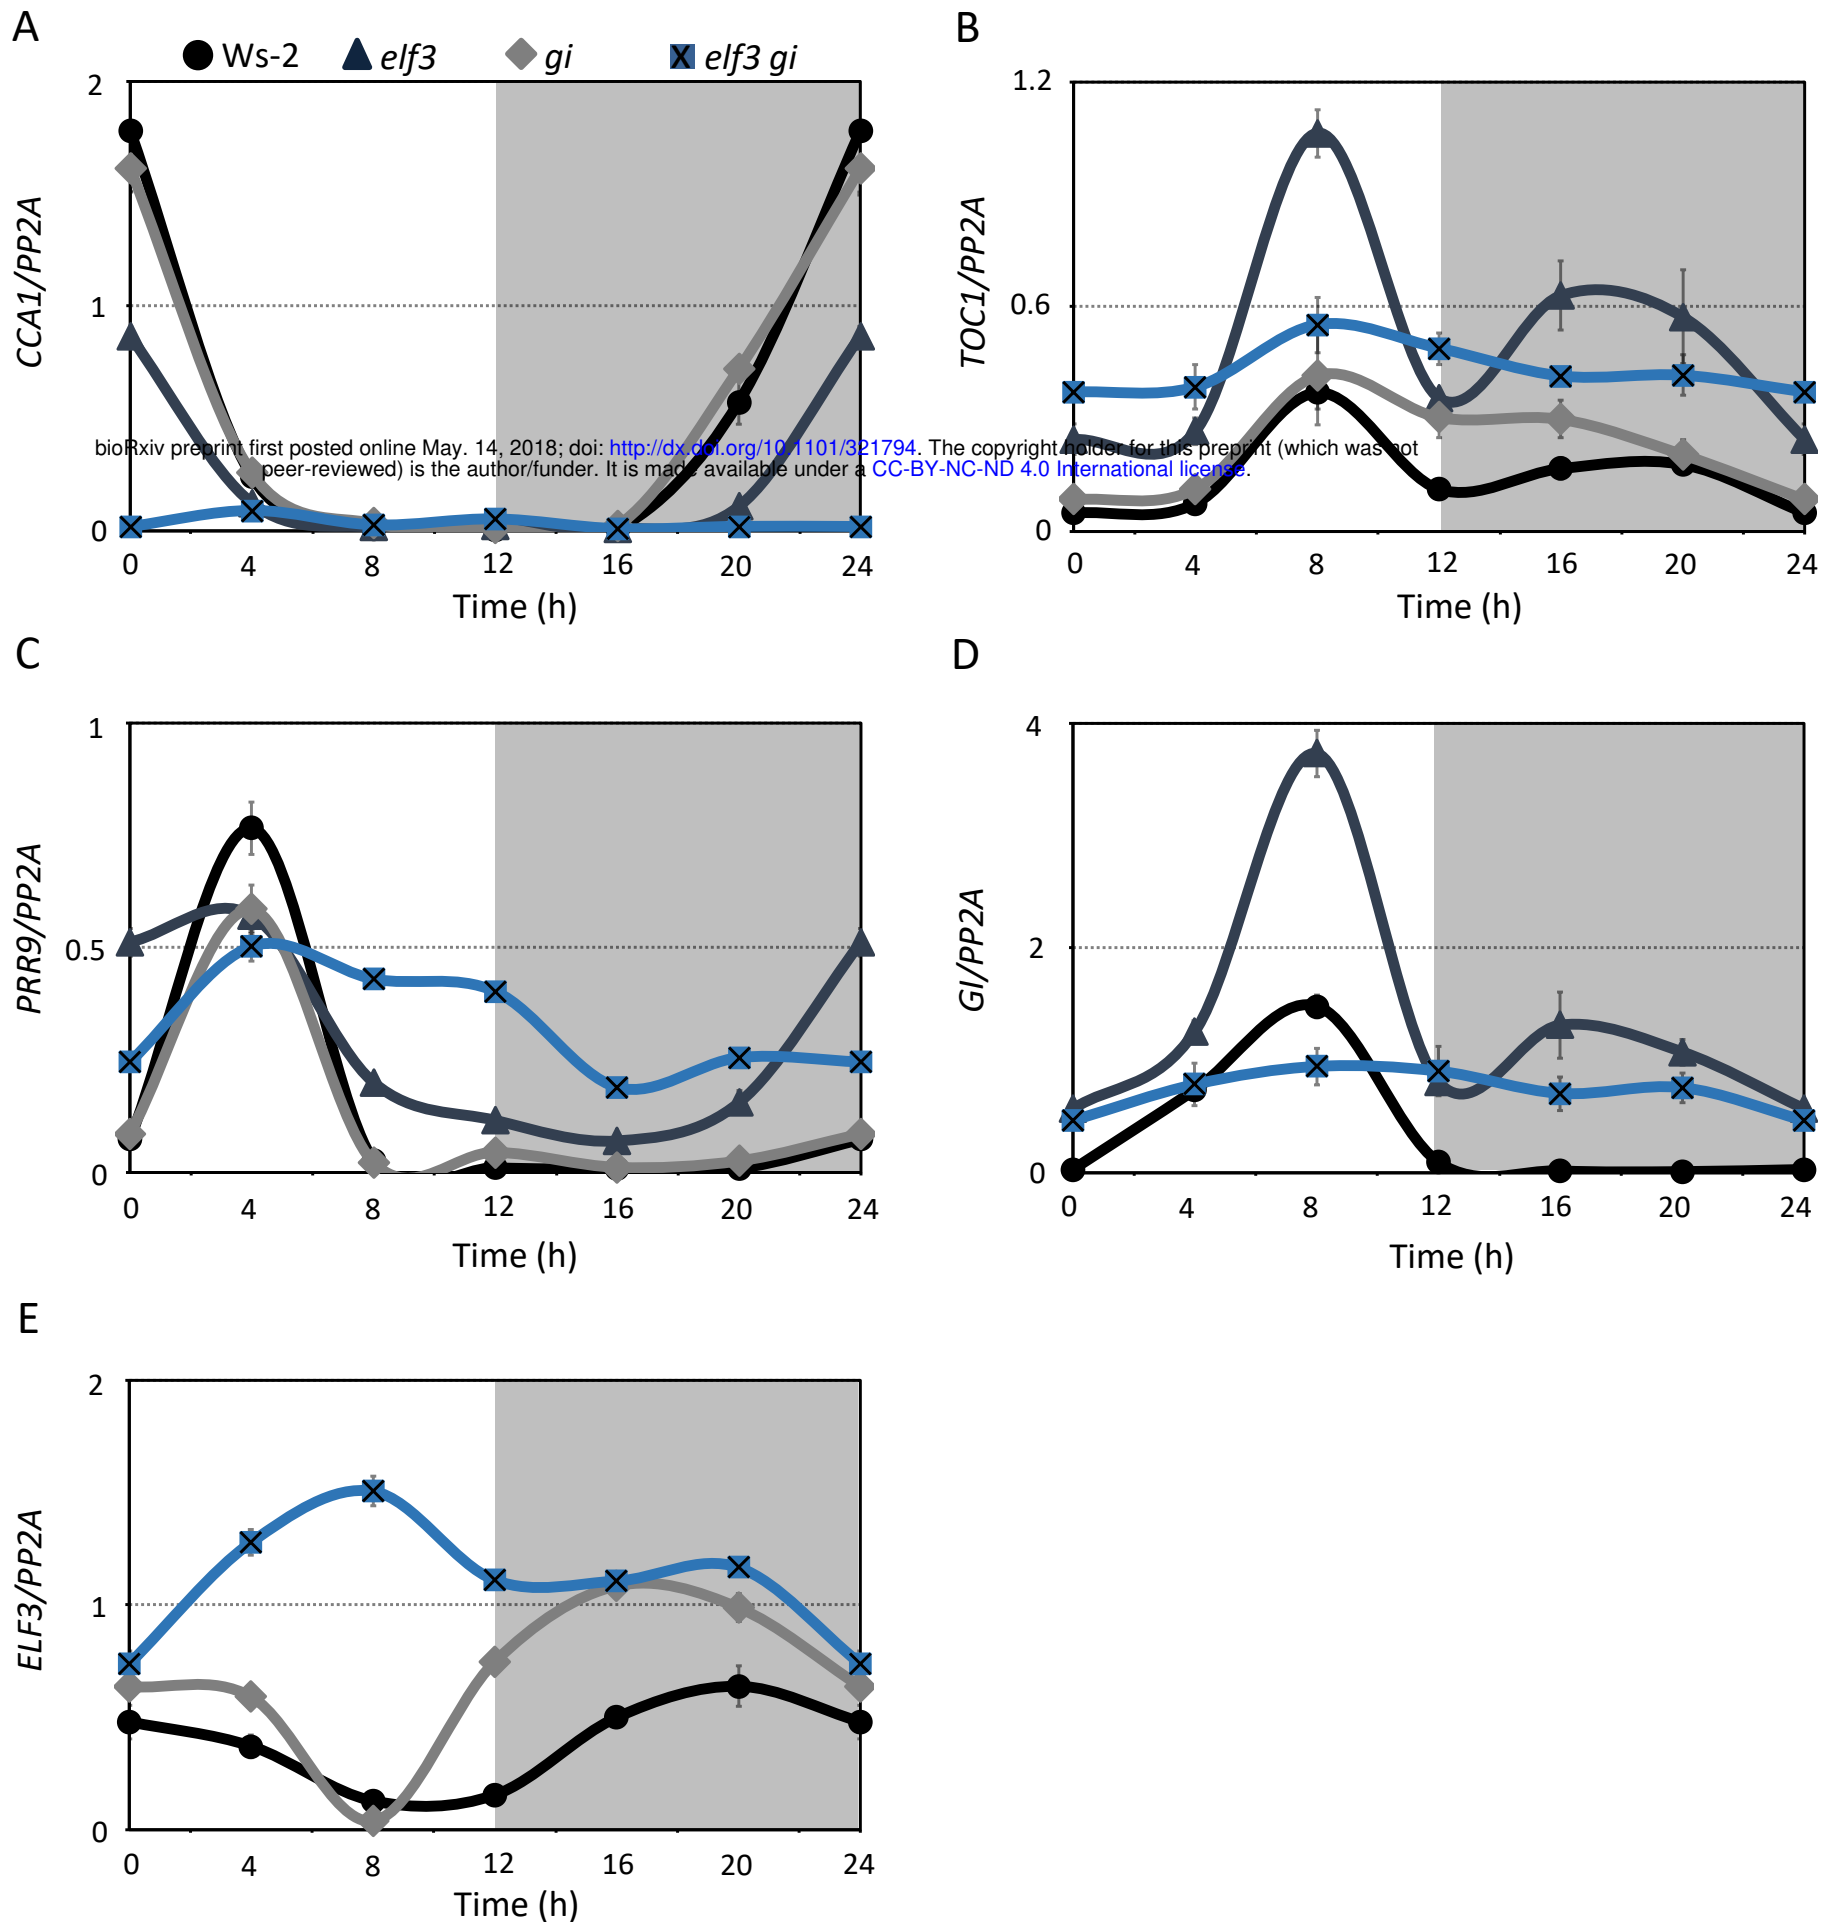 A
B
Ws-2 elf3 gi elf3 gi
2
1
0
CCA1/PP2A
0 4 8 12 16 20 24
Time (h)
1.2
0.6
0
TOC1/PP2A
0 4 8 12 16 20 24
Time (h)
bioRxiv preprint first posted online May. 14, 2018; doi: http://dx.doi.org/10.1101/321794. The copyright holder for this preprint (which was not
peer-reviewed) is the author/funder. It is made available under a CC-BY-NC-ND 4.0 International license.
C
D
1
0.5
0
PRR9/PP2A
0 4 8 12 16 20 24
Time (h)
4
2
0
GI/PP2A
0 4 8 12 16 20 24
Time (h)
E
2
1
0
ELF3/PP2A
0 4 8 12 16 20 24
Time (h)